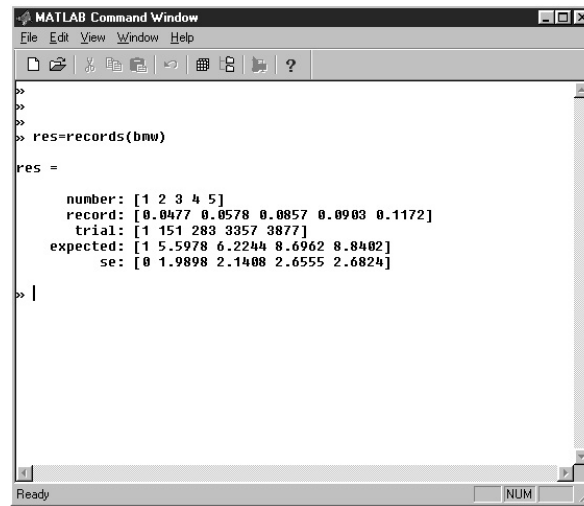 MATLAB Command Window
File Edit View Window Help
?
»
»
»
» res=records(bmw)
res =
number: [1 2 3 4 5]
record: [0.0477 0.0578 0.0857 0.0903 0.1172]
trial: [1 151 283 3357 3877]
expected: [1 5.5978 6.2244 8.6962 8.8402]
se: [0 1.9898 2.1408 2.6555 2.6824]
»
Ready NUM